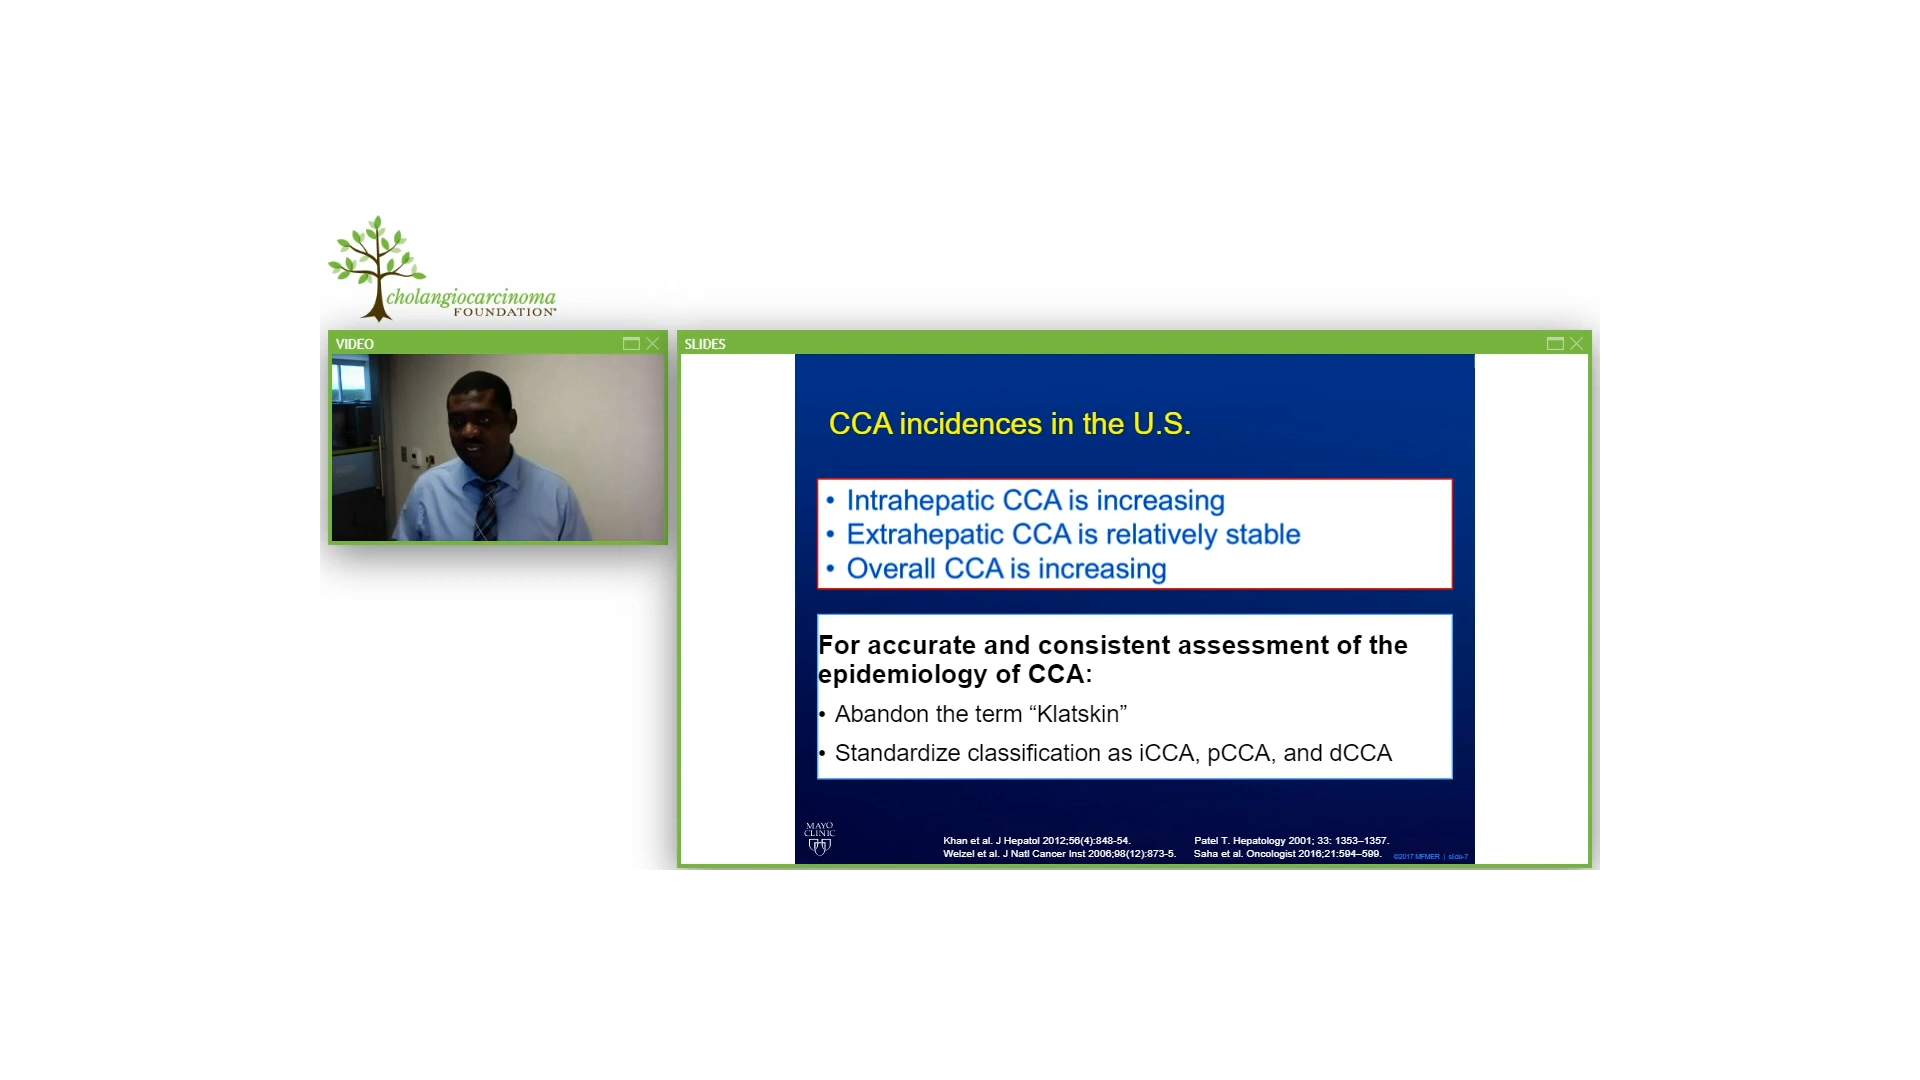 cholangiocarcinoma
FOUNDATION®
VIDEO
SLIDES
CCA incidences in the U.S.
• Intrahepatic CCA is increasing
• Extrahepatic CCA is relatively stable
• Overall CCA is increasing
For accurate and consistent assessment of the
epidemiology of CCA:
• Abandon the term “Klatskin”
• Standardize classification as iCCA, pCCA, and dCCA
MAYO
CLINIC
Khan et al. J Hepatol 2012;56(4):848-54.
Welzel et al. J Natl Cancer Inst 2006;98(12):873-5.
Patel T. Hepatology 2001; 33: 1353–1357.
Saha et al. Oncologist 2016;21:594–599.
©2017 MFMER | slide-7